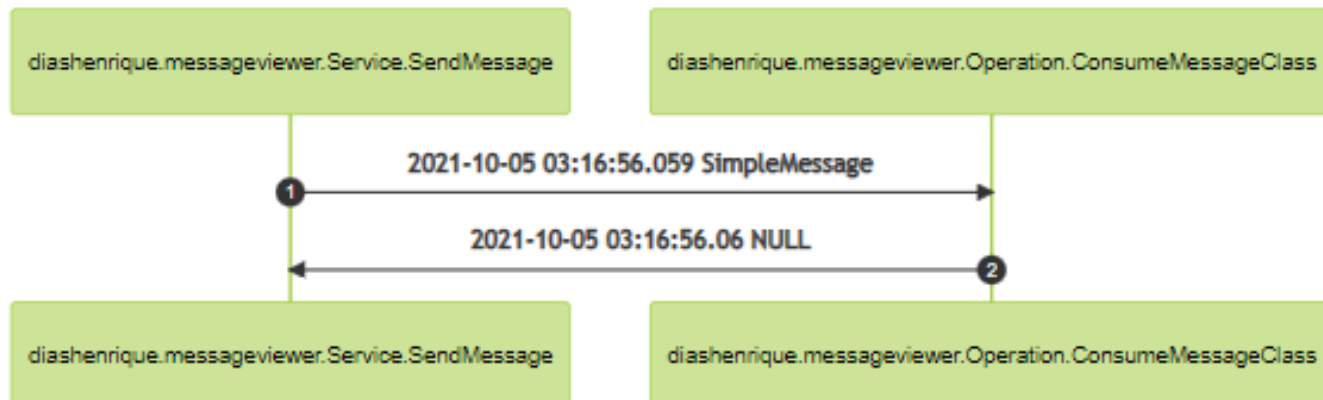 diashenrique.messageviewer.Service.SendMessage
diashenrique.messageviewer.Operation.ConsumeMessageClass
2021-10-05 03:16:56.059 SimpleMessage
1
2021-10-05 03:16:56.06 NULL
2
diashenrique.messageviewer.Service.SendMessage
diashenrique.messageviewer.Operation.ConsumeMessageClass